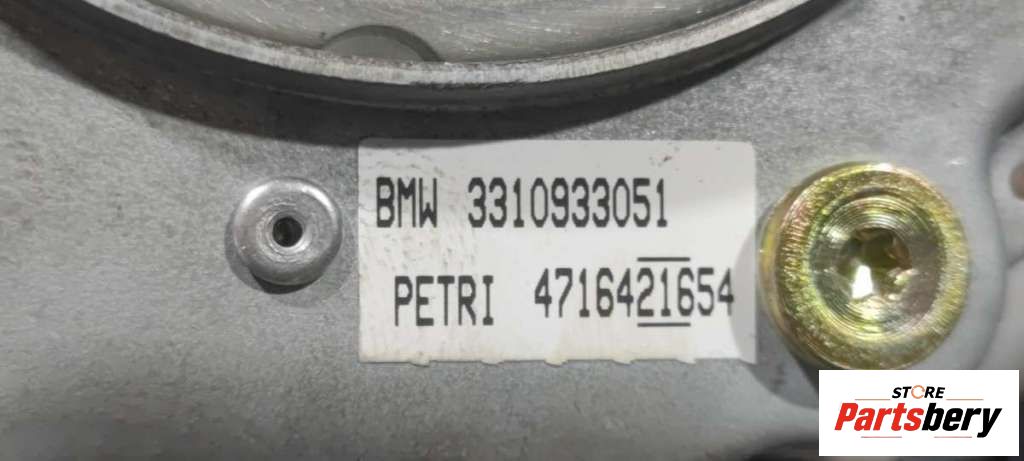 BMW 3310933051
PETRI 4716421654
STORE
Partsbery